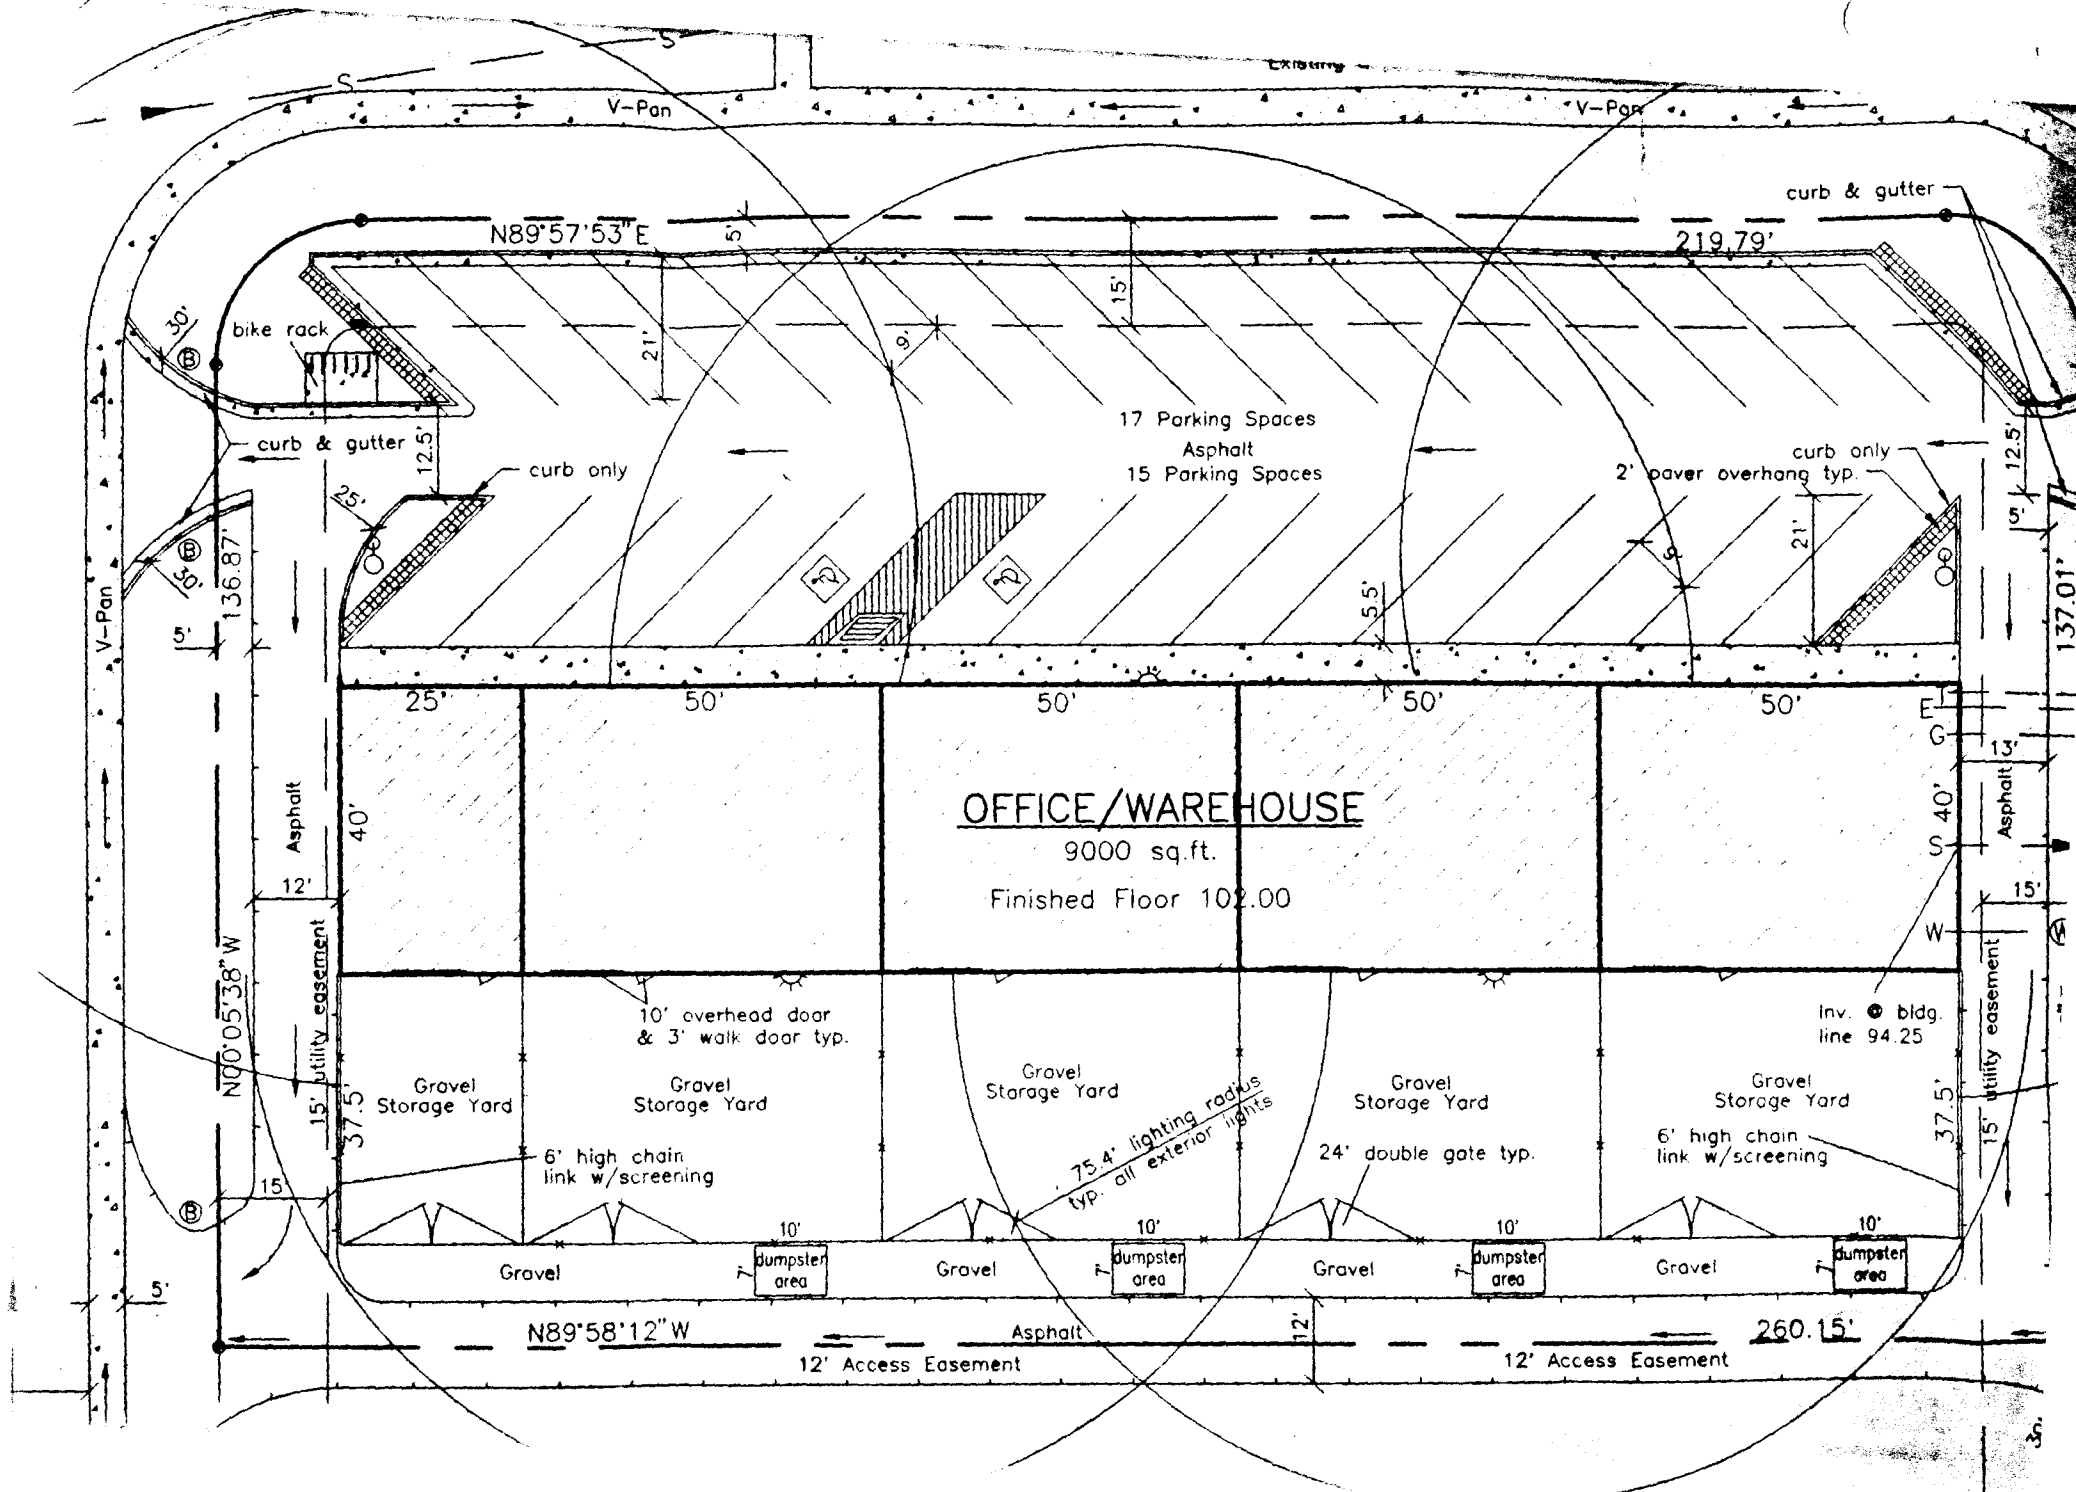 Existing
S
S
V-Pan
V-Pan
curb & gutter
N89°57'53"E
5'
219.79'
30'
bike rack
B
21'
9'
15'
17 Parking Spaces
Asphalt
15 Parking Spaces
curb & gutter
12.5'
curb only
curb only
2' paver overhang typ.
12.5'
25'
B
30'
136.87'
V-Pan
5'
5.5'
21'
9'
5'
137.01'
25'
50'
50'
50'
50'
E
G
13'
Asphalt
40'
OFFICE/WAREHOUSE
9000 sq.ft.
Finished Floor 102.00
40'
Asphalt
S
12'
15'
W
N00°05'38"W
15' utility easement
37.5'
10' overhead door
& 3' walk door typ.
Inv. @ bldg.
line 94.25
Gravel
Storage Yard
Gravel
Storage Yard
Gravel
Storage Yard
Gravel
Storage Yard
Gravel
Storage Yard
75.4' lighting radius
typ. all exterior lights
37.5'
15' utility easement
6' high chain
link w/screening
24' double gate typ.
6' high chain
link w/screening
15'
B
10'
10'
10'
10'
Gravel
7'
dumpster
area
Gravel
7'
dumpster
area
Gravel
7'
dumpster
area
Gravel
7'
dumpster
area
5'
N89°58'12"W
Asphalt
12'
260.15'
12' Access Easement
12' Access Easement